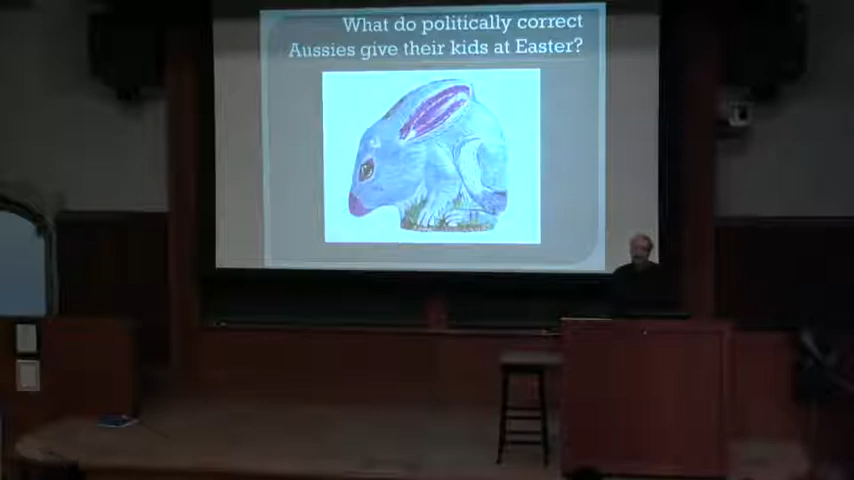 What do politically correct
Aussies give their kids at Easter?